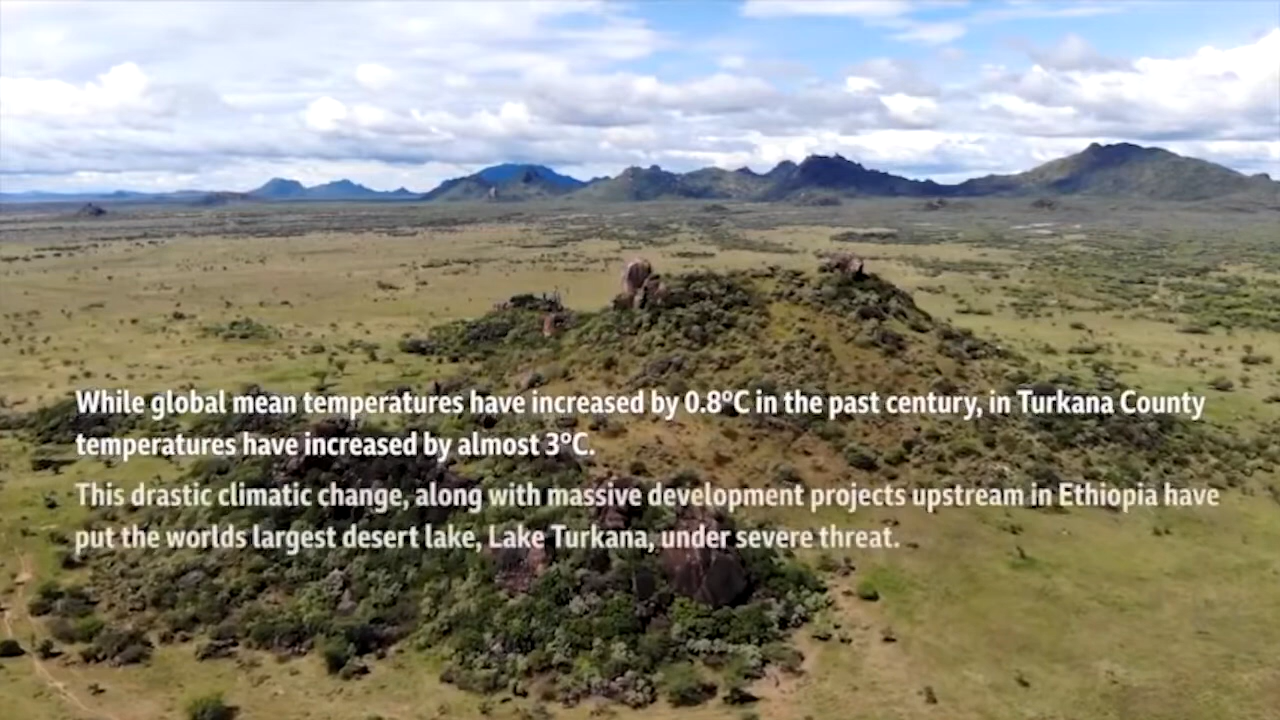 While global mean temperatures have increased by 0.8°C in the past century, in Turkana County
temperatures have increased by almost 3°C.
This drastic climatic change, along with massive development projects upstream in Ethiopia have
put the worlds largest desert lake, Lake Turkana, under severe threat.